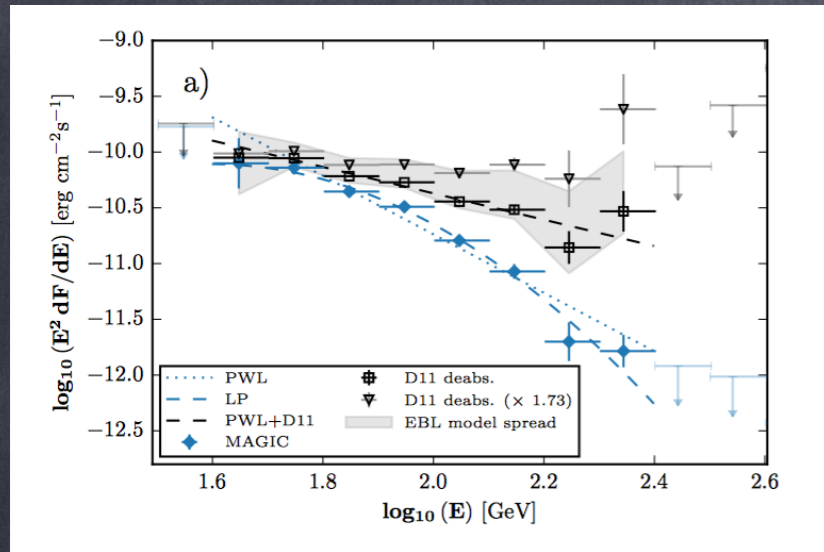 a)
log₁₀ (E² dF/dE) [erg cm⁻²s⁻¹]
−9.0
−9.5
−10.0
−10.5
−11.0
−11.5
−12.0
−12.5
PWL
LP
PWL+D11
MAGIC
D11 deabs.
D11 deabs. (× 1.73)
EBL model spread
1.6 1.8 2.0 2.2 2.4 2.6
log₁₀ (E) [GeV]